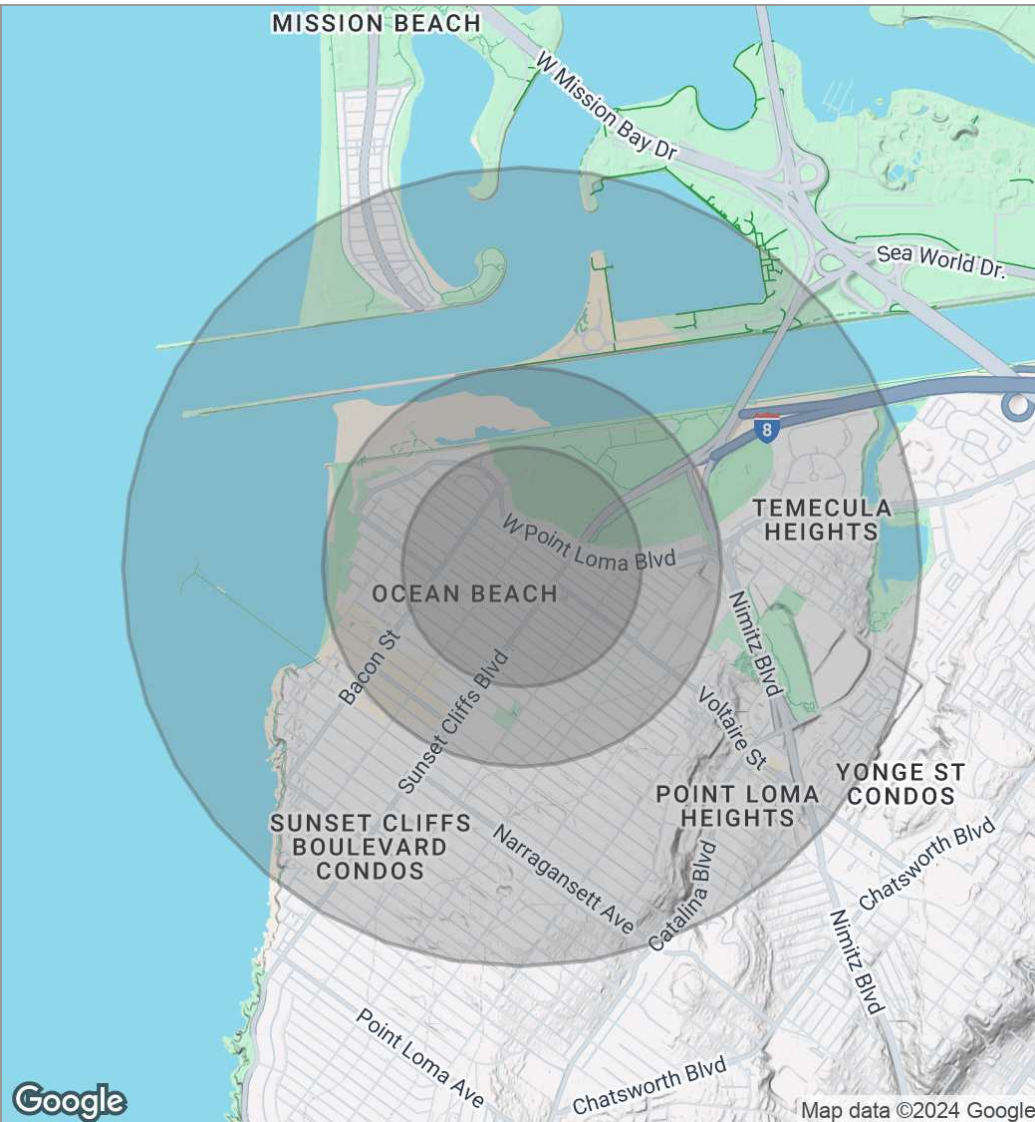 MISSION BEACH
W Mission Bay Dr
Sea World Dr.
8
TEMECULA
HEIGHTS
W Point Loma Blvd
OCEAN BEACH
Nimitz Blvd
Bacon St
Sunset Cliffs Blvd
Voltaire St
YONGE ST
CONDOS
POINT LOMA
HEIGHTS
SUNSET CLIFFS
BOULEVARD
CONDOS
Narragansett Ave
Catalina Blvd
Chatsworth Blvd
Nimitz Blvd
Point Loma Ave
Chatsworth Blvd
Google
Map data ©2024 Google